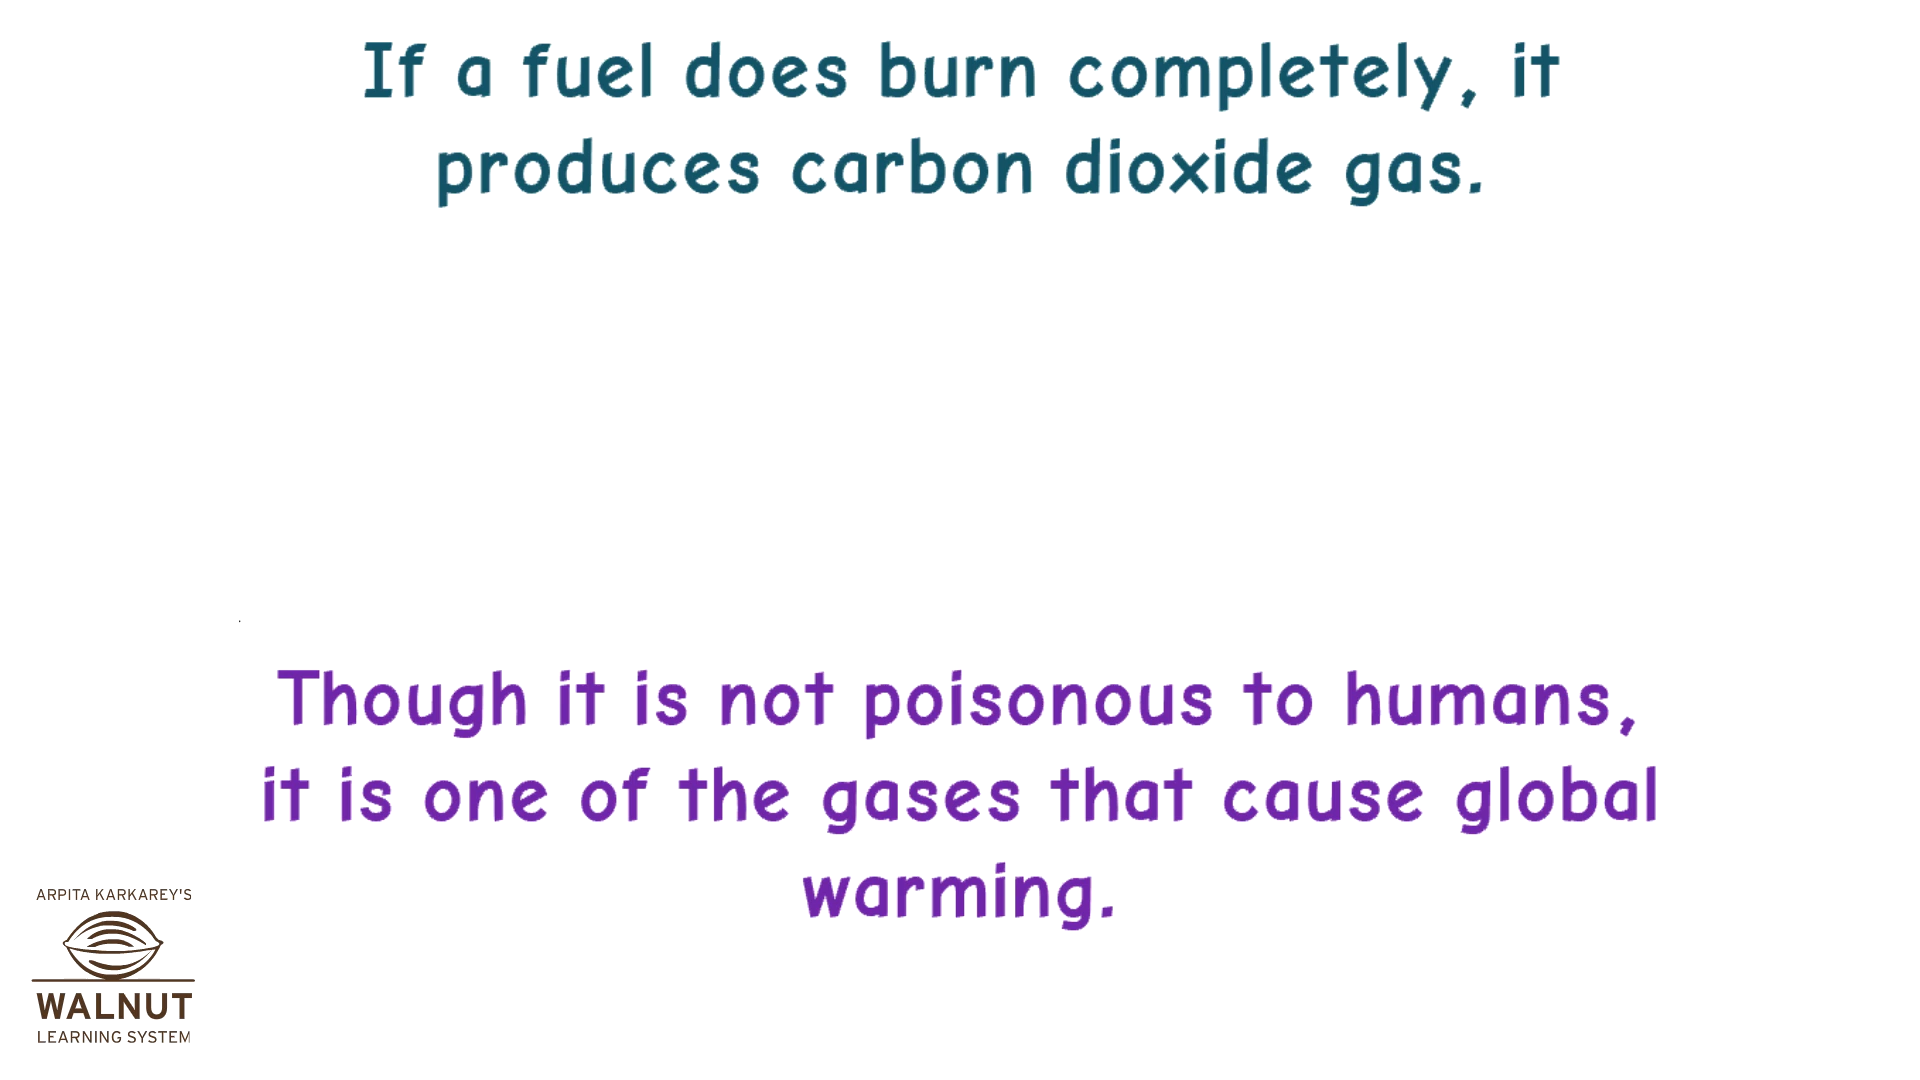 If a fuel does burn completely, it
produces carbon dioxide gas.
Though it is not poisonous to humans,
it is one of the gases that cause global
warming.
ARPITA KARKAREY'S
WALNUT
LEARNING SYSTEM